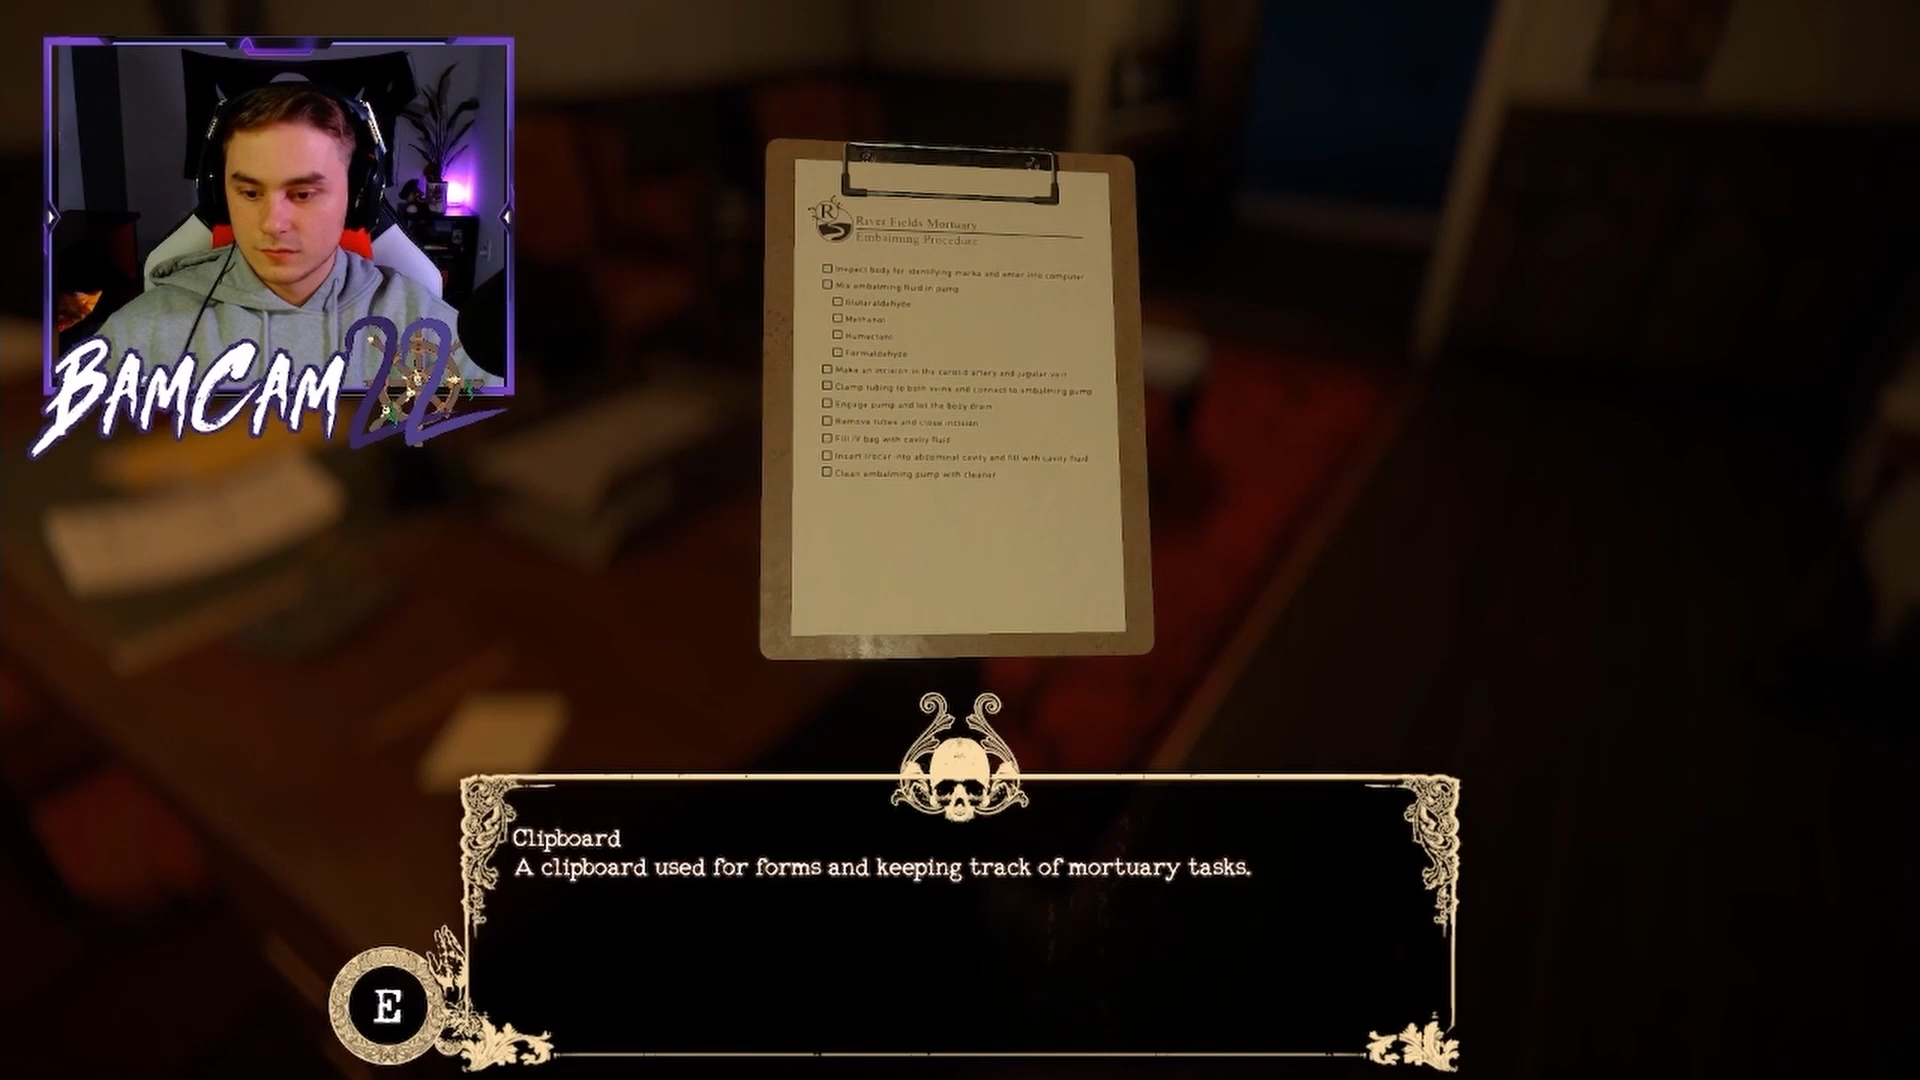 BAMCAM22
R
River Fields Mortuary
Embalming Procedure
Inspect body for identifying marks and enter into computer
Mix embalming fluid in pump
Glutaraldehyde
Methanol
Humectant
Formaldehyde
Make an incision in the carotid artery and jugular vein
Clamp tubing to both veins and connect to embalming pump
Engage pump and let the body drain
Remove tubes and close incision
Fill IV bag with cavity fluid
Insert trocar into abdominal cavity and fill with cavity fluid
Clean embalming pump with cleaner
Clipboard
A clipboard used for forms and keeping track of mortuary tasks.
E